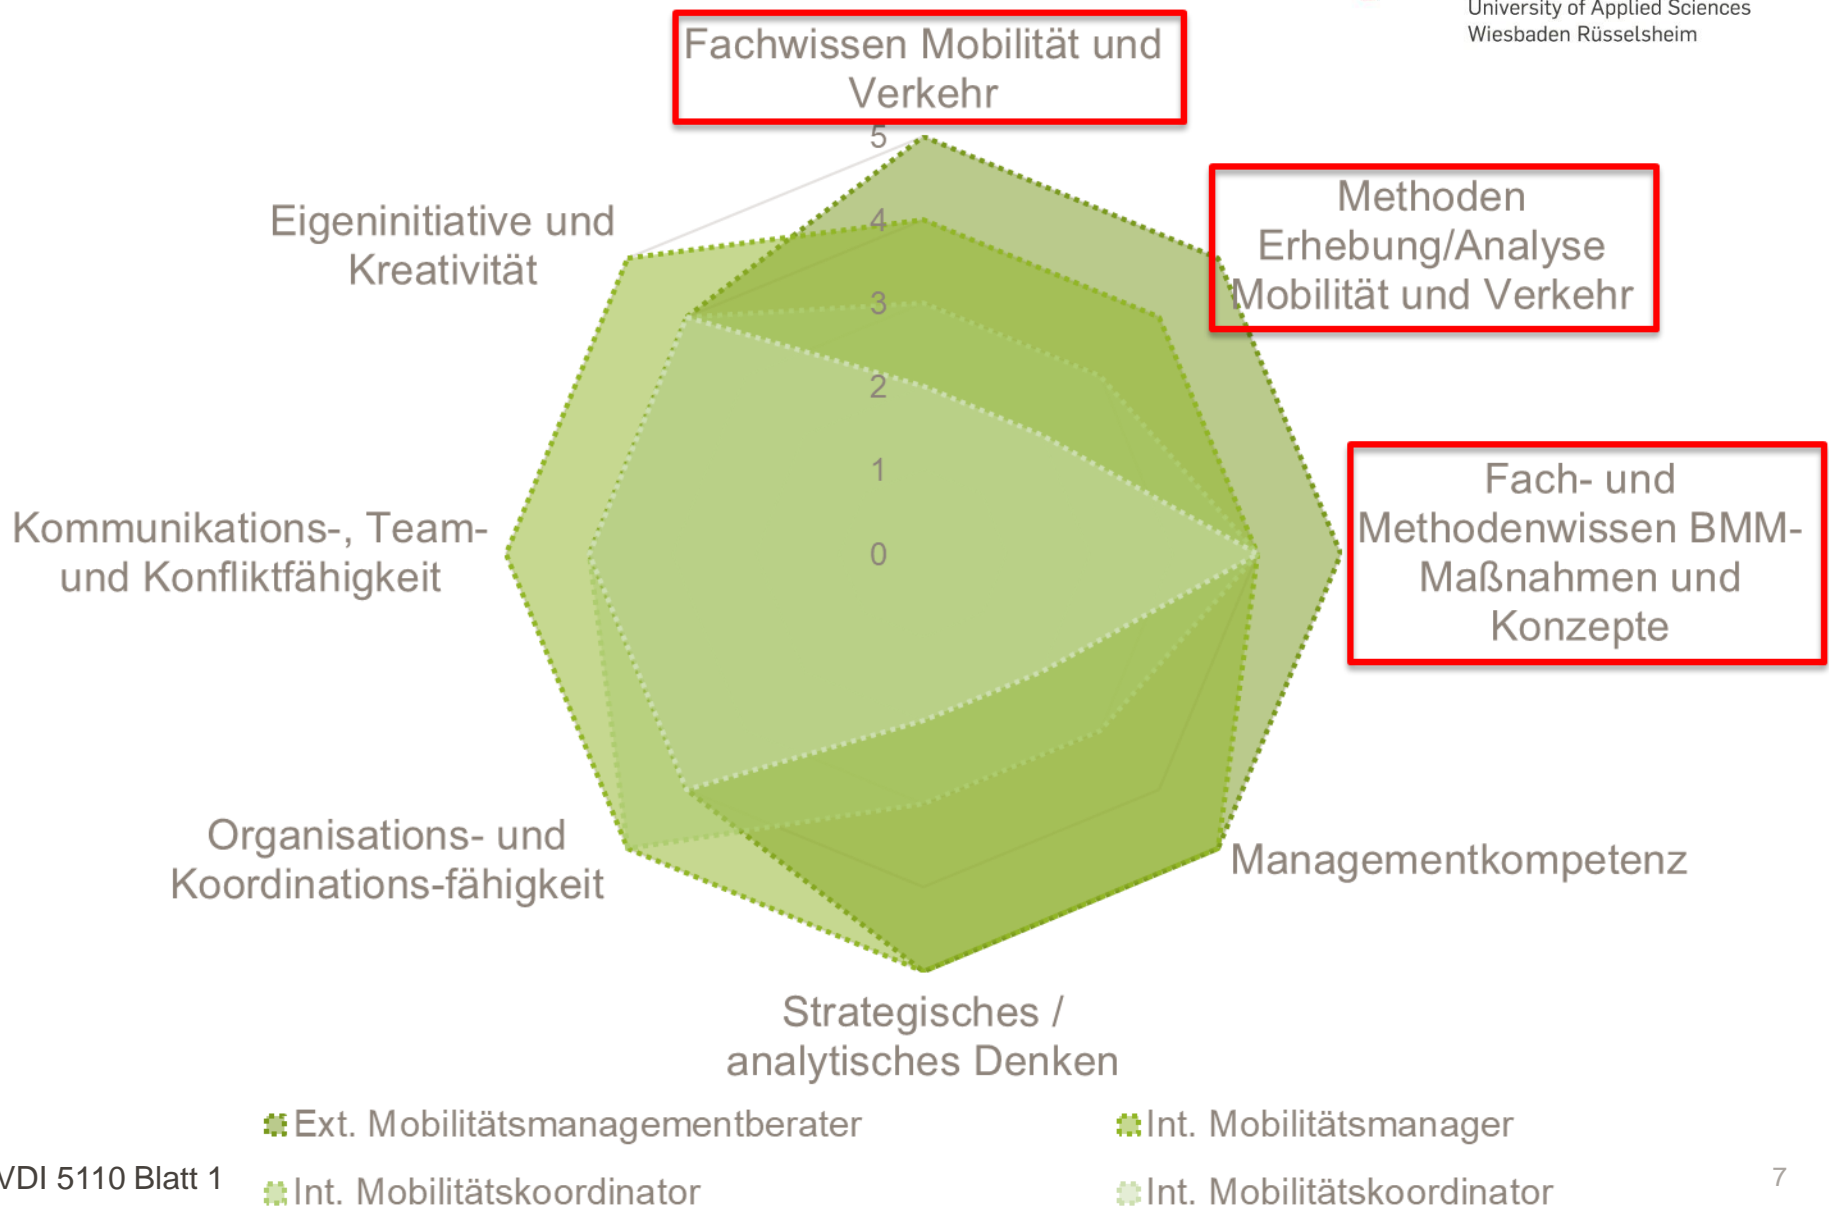 University of Applied Sciences
Wiesbaden Rüsselsheim
Fachwissen Mobilität und
Verkehr
5
4
3
2
1
0
Methoden
Erhebung/Analyse
Mobilität und Verkehr
Fach- und
Methodenwissen BMM-
Maßnahmen und
Konzepte
Managementkompetenz
Strategisches /
analytisches Denken
Organisations- und
Koordinations-fähigkeit
Kommunikations-, Team-
und Konfliktfähigkeit
Eigeninitiative und
Kreativität
Ext. Mobilitätsmanagementberater
Int. Mobilitätsmanager
Int. Mobilitätskoordinator
Int. Mobilitätskoordinator
VDI 5110 Blatt 1
7